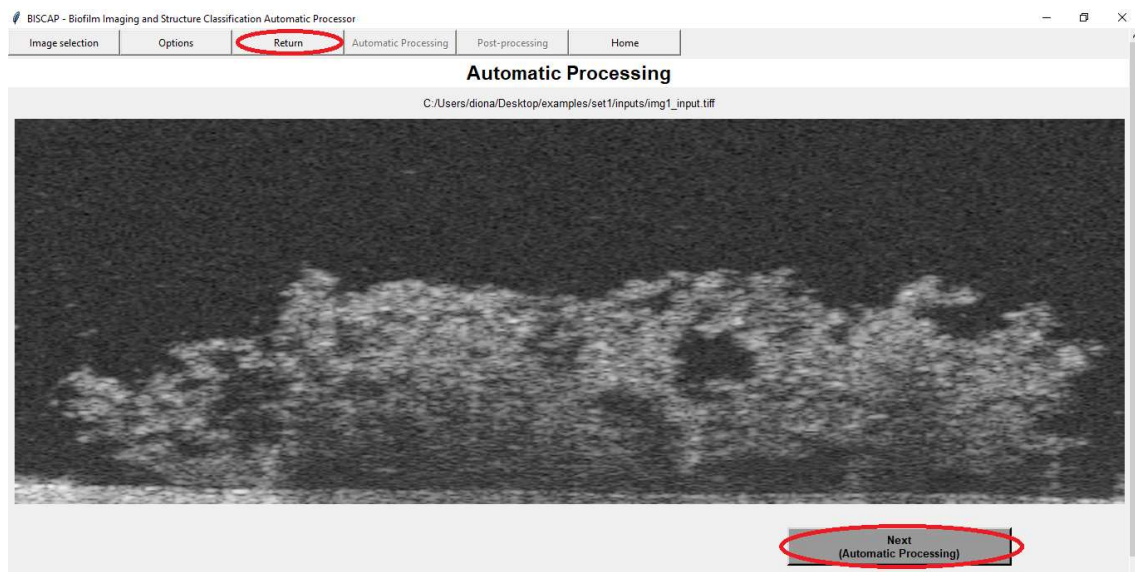 BISCAP - Biofilm Imaging and Structure Classification Automatic Processor
Image selection Options Return Automatic Processing Post-processing Home
Automatic Processing
C:/Users/diona/Desktop/examples/set1/inputs/img1_input.tiff
Next
(Automatic Processing)